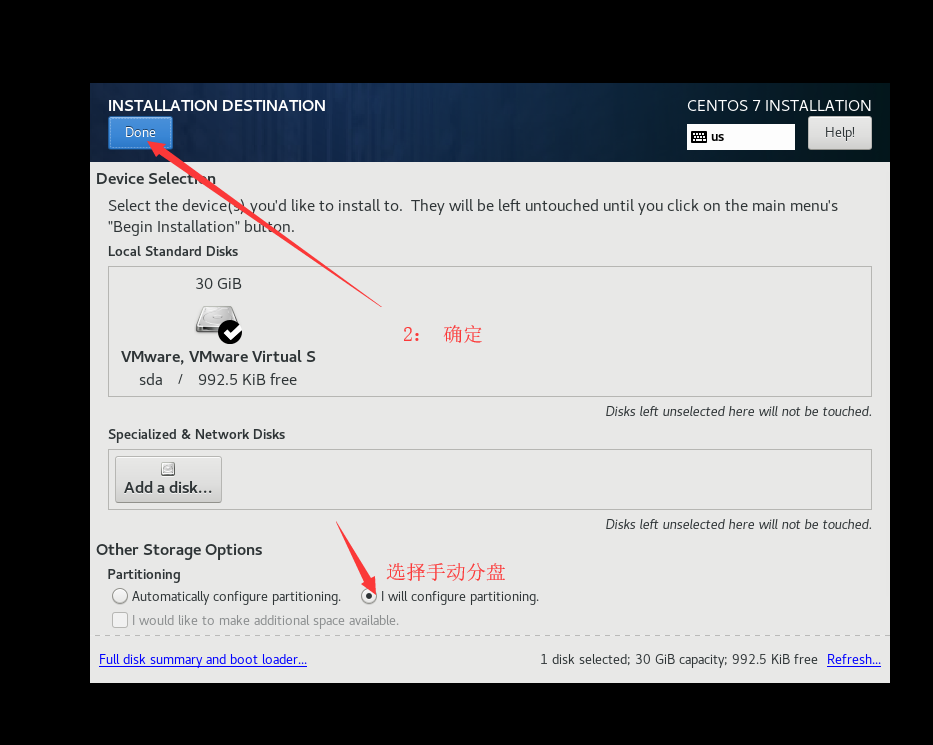 INSTALLATION DESTINATION
CENTOS 7 INSTALLATION
Done
us
Help!
Device Selection
Select the device(s) you'd like to install to. They will be left untouched until you click on the main menu's
"Begin Installation" button.
Local Standard Disks
30 GiB
2： 确定
VMware, VMware Virtual S
sda / 992.5 KiB free
Disks left unselected here will not be touched.
Specialized & Network Disks
Add a disk...
Disks left unselected here will not be touched.
Other Storage Options
选择手动分盘
Partitioning
Automatically configure partitioning. I will configure partitioning.
I would like to make additional space available.
Full disk summary and boot loader... 1 disk selected; 30 GiB capacity; 992.5 KiB free Refresh...